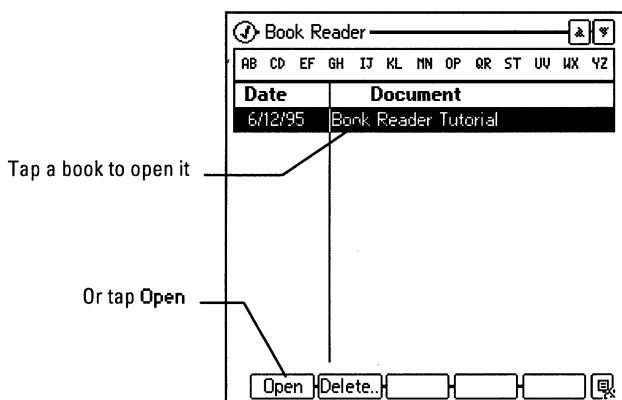 Book Reader
AB CD EF GH IJ KL MN OP QR ST UV WX YZ
Date Document
6/12/95 Book Reader Tutorial
Tap a book to open it
Or tap Open
Open Delete..